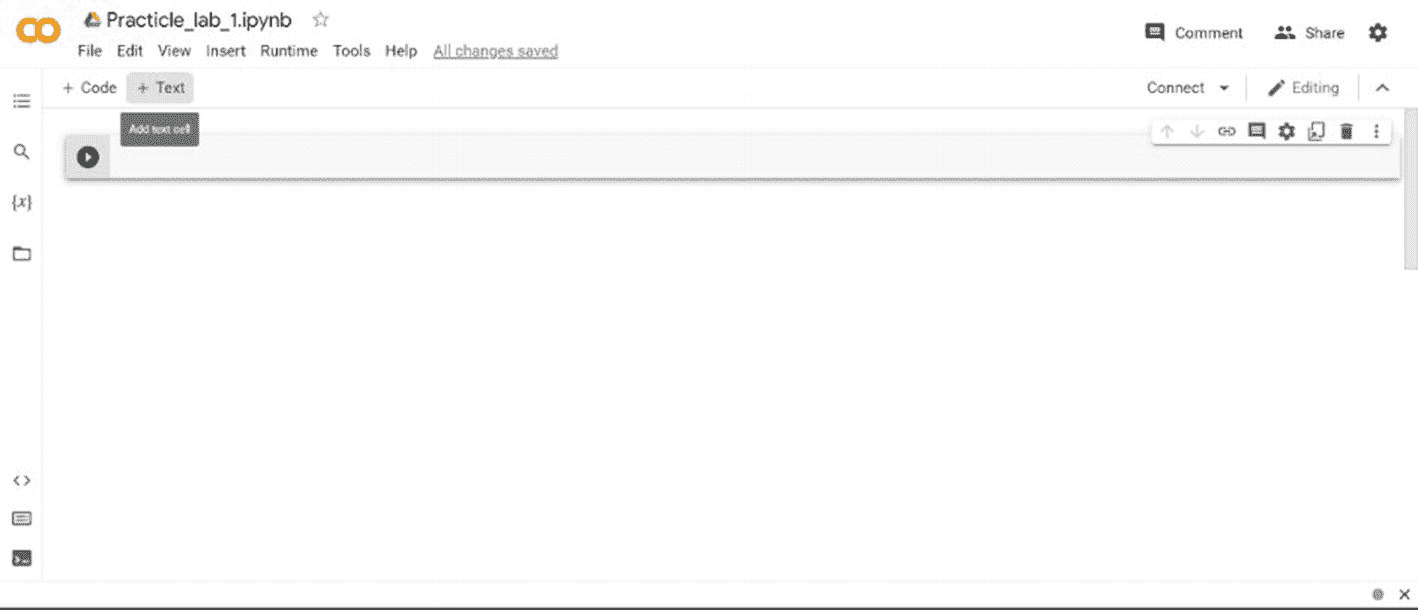 Practicle_lab_1.ipynb
File Edit View Insert Runtime Tools Help All changes saved
Comment Share
+ Code + Text
Connect Editing
Add text cell
{x}